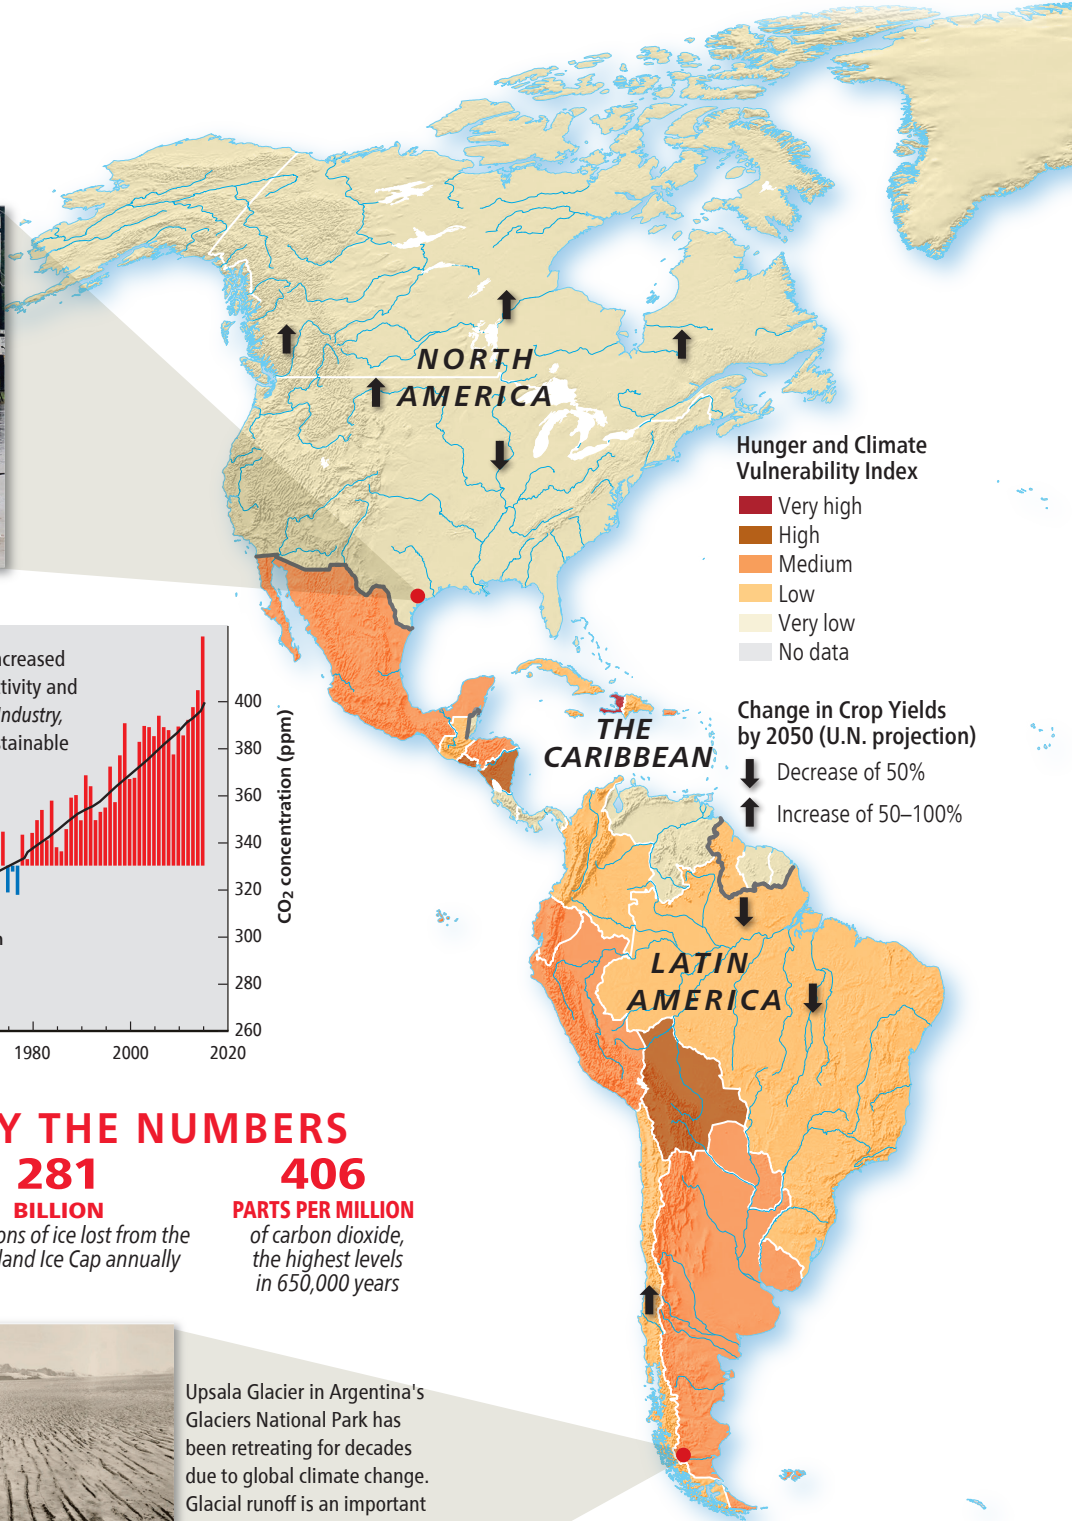 NORTH
AMERICA
Hunger and Climate
Vulnerability Index
Very high
High
Medium
Low
Very low
No data
Change in Crop Yields
by 2050 (U.N. projection)
Decrease of 50%
Increase of 50–100%
THE
CARIBBEAN
LATIN
AMERICA
ncreased
tivity and
Industry,
stainable
400
380
360
340
320
300
280
260
CO2 concentration (ppm)
n
1980 2000 2020
Y THE NUMBERS
281
BILLION
ons of ice lost from the
land Ice Cap annually
406
PARTS PER MILLION
of carbon dioxide,
the highest levels
in 650,000 years
Upsala Glacier in Argentina's
Glaciers National Park has
been retreating for decades
due to global climate change.
Glacial runoff is an important